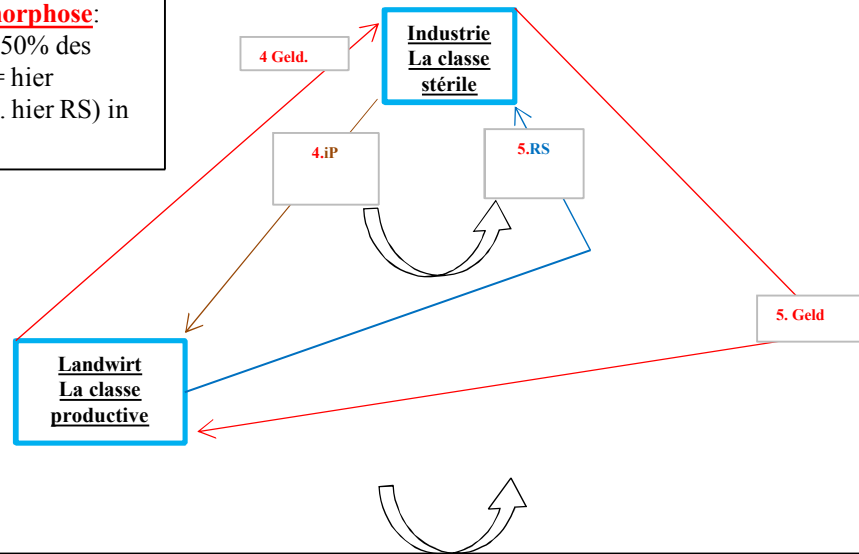 orphose:
50% des
= hier
. hier RS) in
4 Geld.
Industrie
La classe
stérile
4.iP
5.RS
5. Geld
Landwirt
La classe
productive